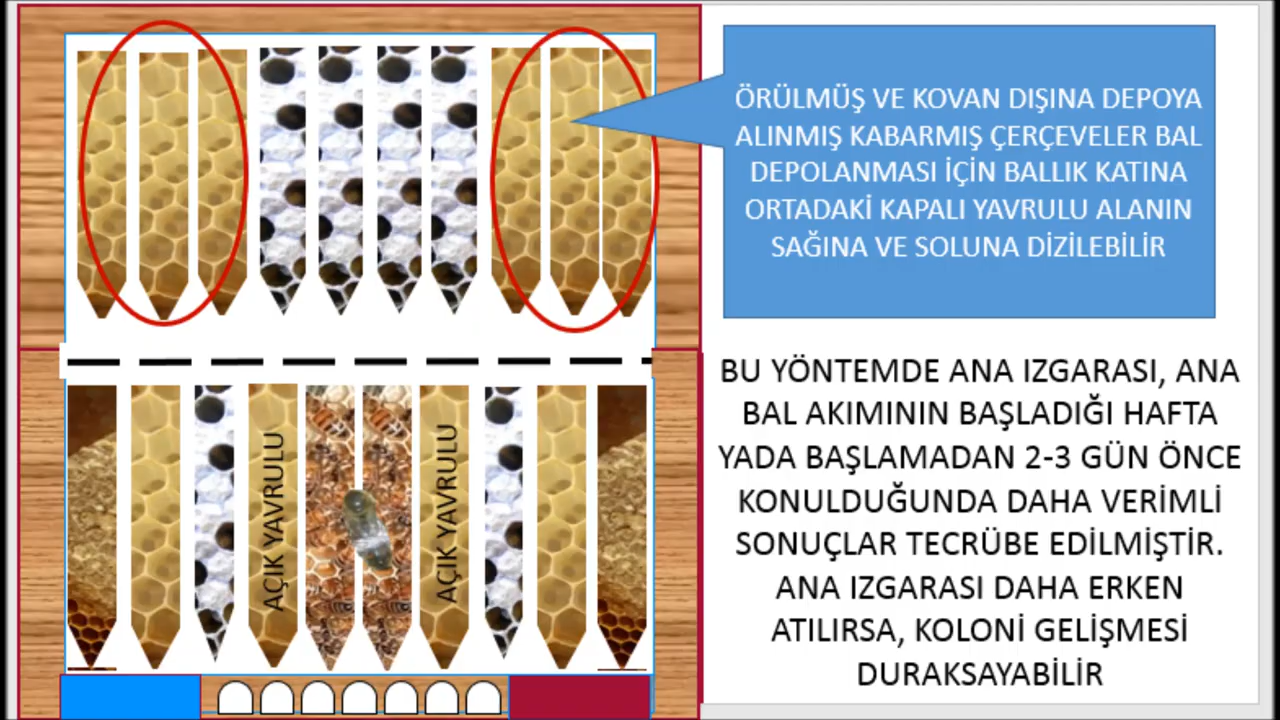 ÖRÜLMÜŞ VE KOVAN DIŞINA DEPOYA
ALINMIŞ KABARMIŞ ÇERÇEVELER BAL
DEPOLANMASI İÇİN BALLIK KATINA
ORTADAKİ KAPALI YAVRULU ALANIN
SAĞINA VE SOLUNA DİZİLEBİLİR
BU YÖNTEMDE ANA IZGARASI, ANA
BAL AKIMININ BAŞLADIĞI HAFTA
YADA BAŞLAMADAN 2-3 GÜN ÖNCE
KONULDUĞUNDA DAHA VERİMLİ
SONUÇLAR TECRÜBE EDİLMİŞTİR.
ANA IZGARASI DAHA ERKEN
ATILIRSA, KOLONİ GELİŞMESİ
DURAKSAYABİLİR
AÇIK YAVRULU
AÇIK YAVRULU